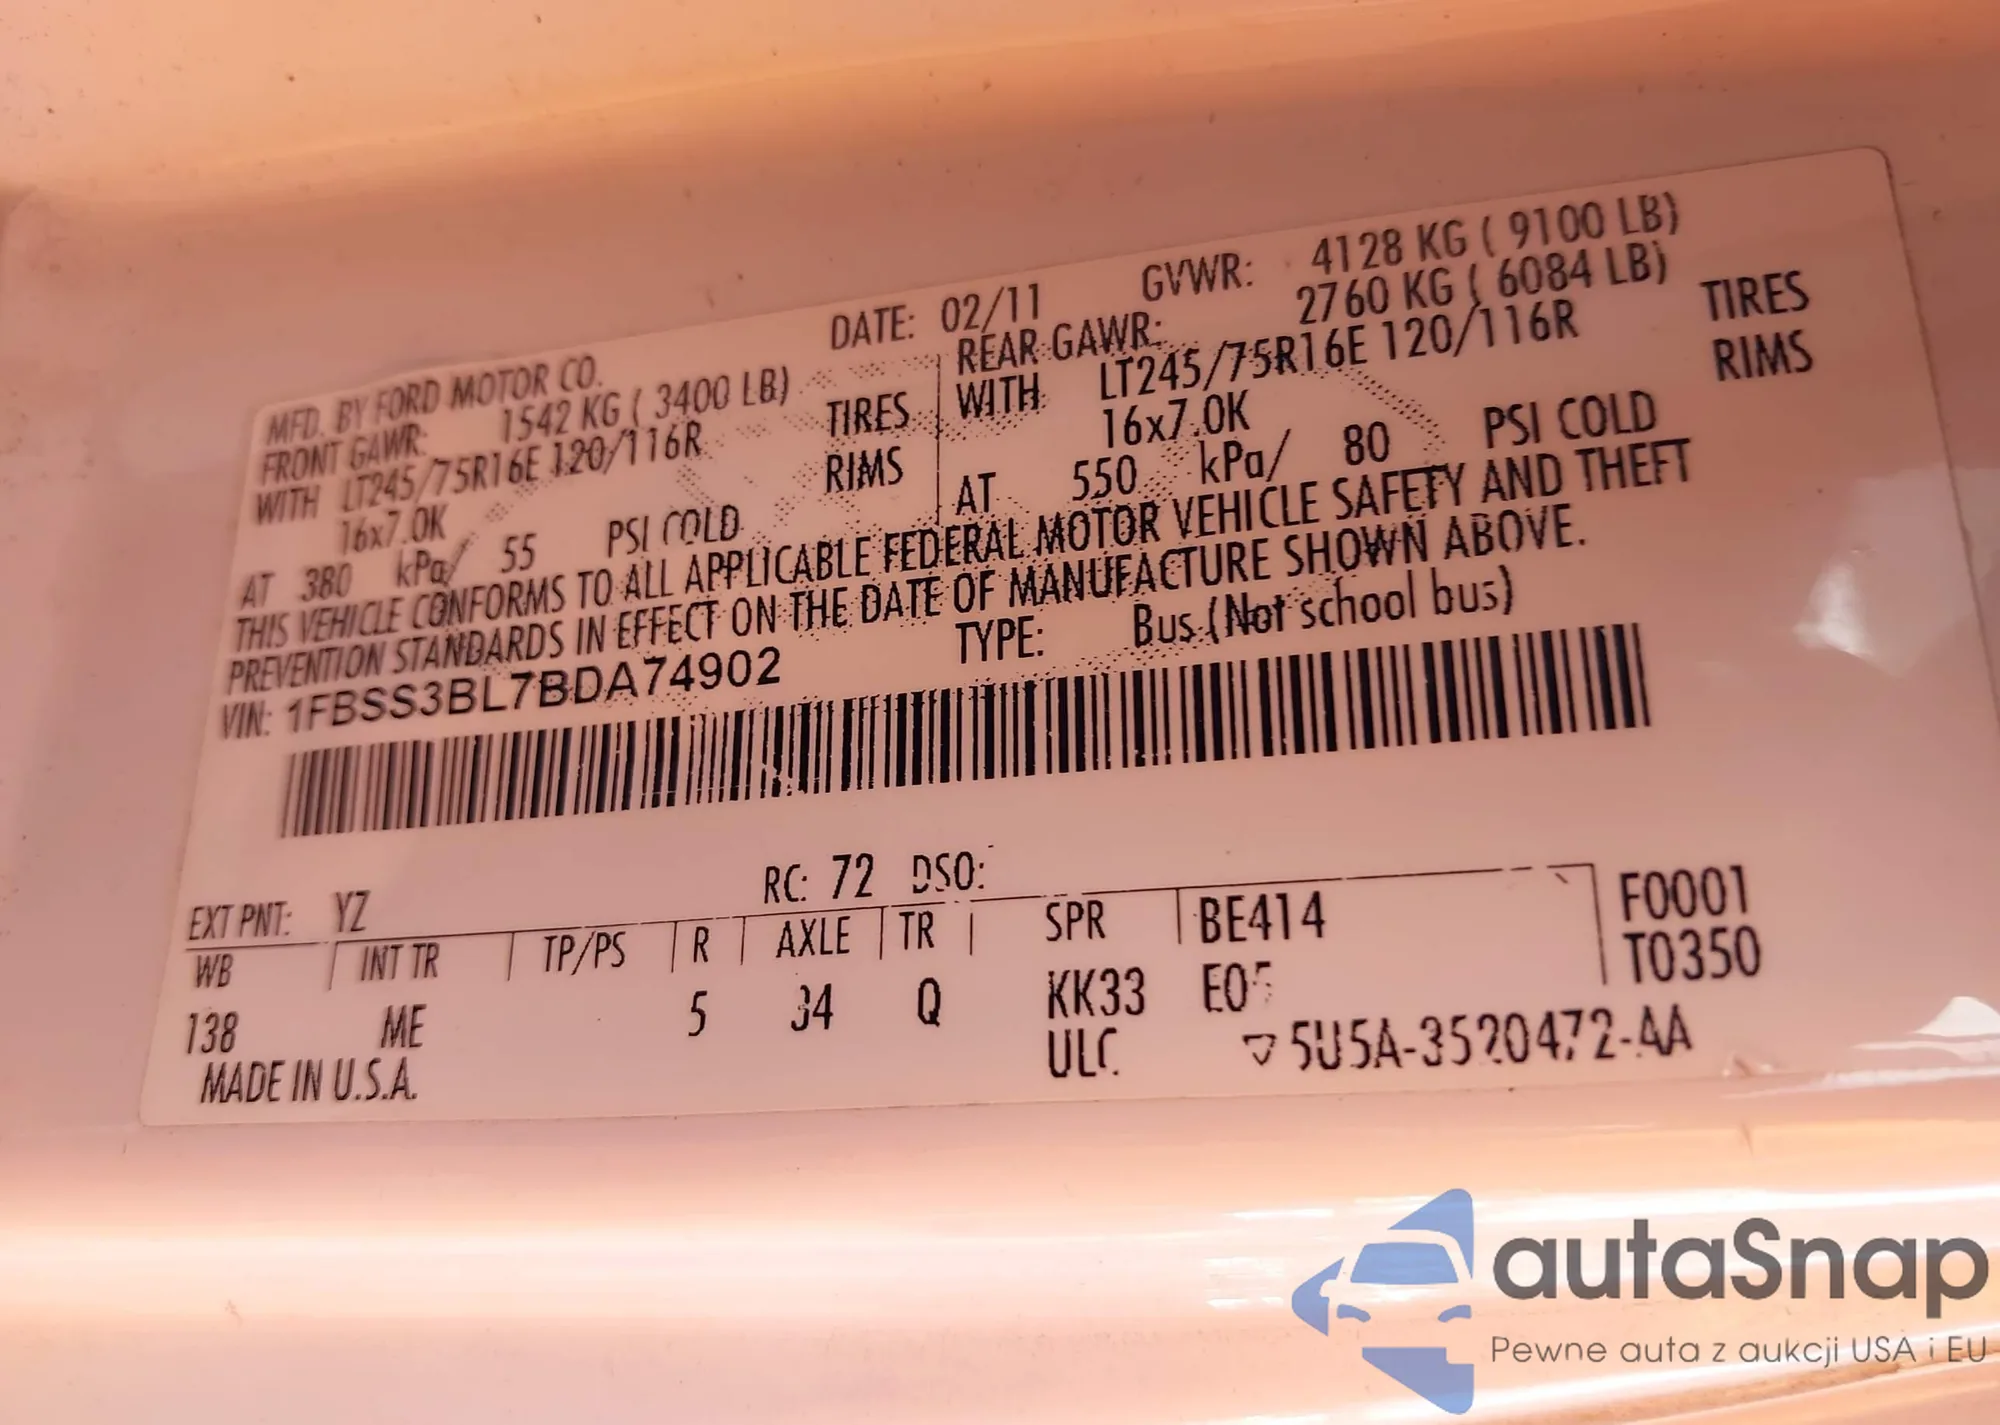 MFD. BY FORD MOTOR CO.
DATE: 02/11
GVWR: 4128 KG ( 9100 LB)
FRONT GAWR: 1542 KG ( 3400 LB)
REAR GAWR: 2760 KG ( 6084 LB)
WITH LT245/75R16E 120/116R TIRES
WITH LT245/75R16E 120/116R TIRES
16x7.0K RIMS
16x7.0K RIMS
AT 380 kPa/ 55 PSI COLD
AT 550 kPa/ 80 PSI COLD
THIS VEHICLE CONFORMS TO ALL APPLICABLE FEDERAL MOTOR VEHICLE SAFETY AND THEFT
PREVENTION STANDARDS IN EFFECT ON THE DATE OF MANUFACTURE SHOWN ABOVE.
VIN: 1FBSS3BL7BDA74902
TYPE: Bus (Not school bus)
EXT PNT: YZ RC: 72 DSO:
WB INT TR TP/PS R AXLE TR SPR BE414 F0001
T0350
138 ME 5 34 Q KK33
MADE IN U.S.A. ULC 5U5A-3520472-AA
autaSnap
Pewne auta z aukcji USA i EU